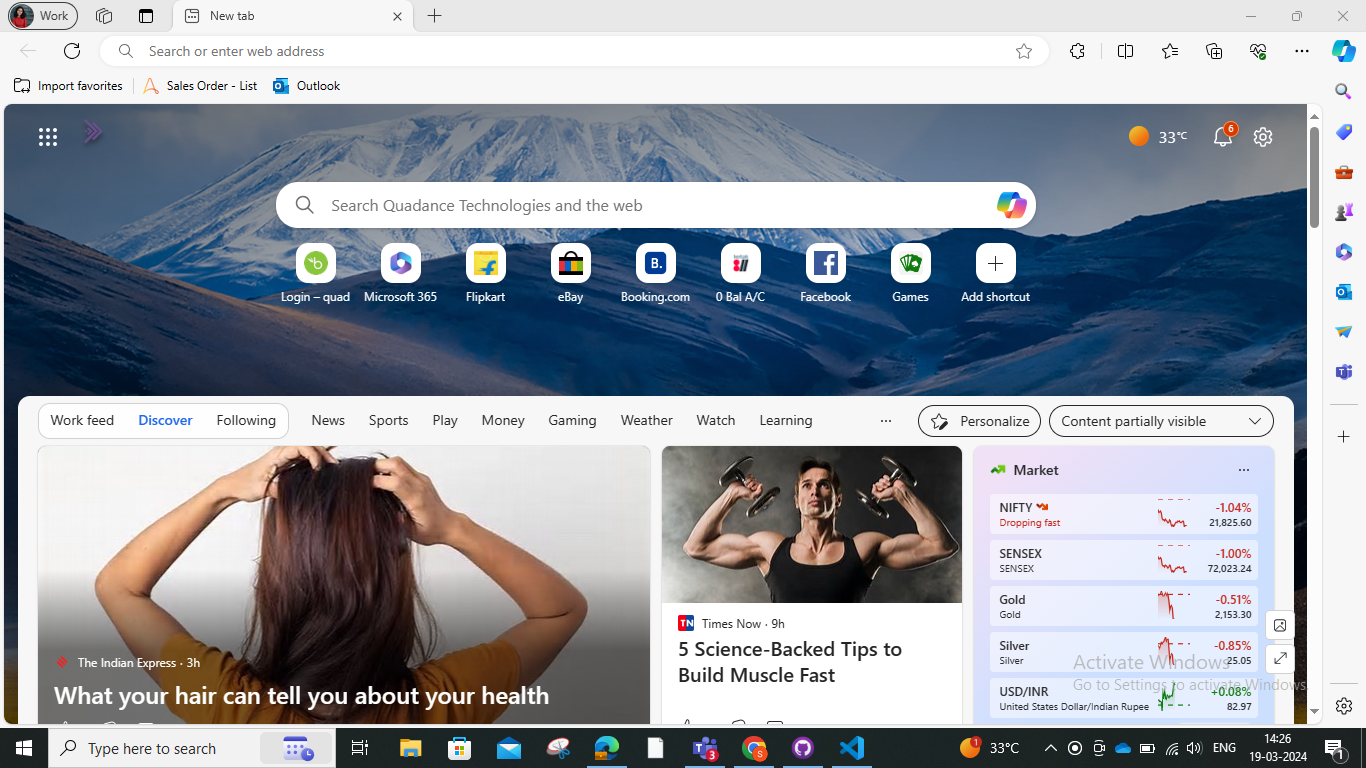 Work
New tab
Search or enter web address
Import favorites
Sales Order - List
Outlook
33°C
6
Search Quadance Technologies and the web
B.
Login – quad
Microsoft 365
Flipkart
eBay
Booking.com
0 Bal A/C
Facebook
Games
Add shortcut
Work feed
Discover
Following
News
Sports
Play
Money
Gaming
Weather
Watch
Learning
Personalize
Content partially visible
The Indian Express · 3h
What your hair can tell you about your health
TN Times Now · 9h
5 Science-Backed Tips to
Build Muscle Fast
Market
NIFTY -1.04%
Dropping fast 21,825.60
SENSEX -1.00%
SENSEX 72,023.24
Gold -0.51%
Gold 2,153.30
Silver -0.85%
Silver 25.05
USD/INR +0.08%
United States Dollar/Indian Rupee 82.97
Activate Windows
Go to Settings to activate Windows.
Type here to search
3
S
1
33°C
ENG
14:26
19-03-2024
1